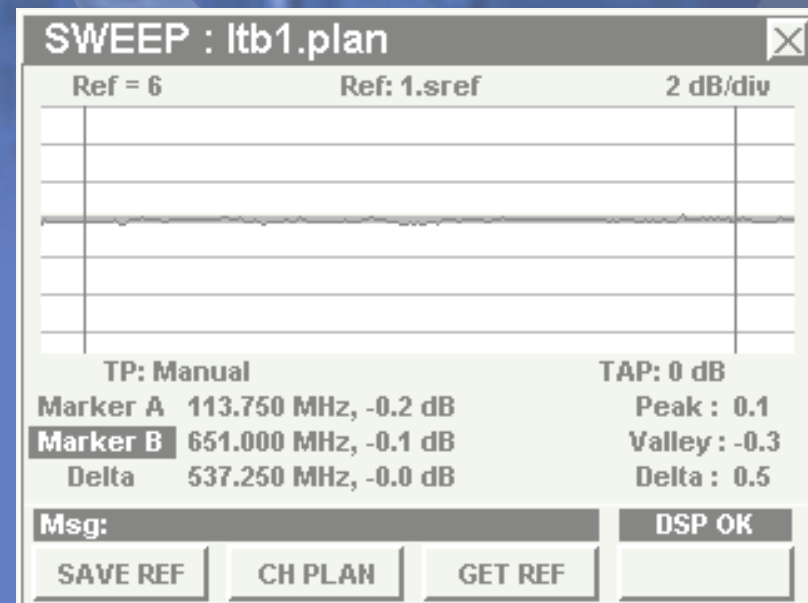 SWEEP : ltb1.plan
Ref = 6 Ref: 1.sref 2 dB/div
TP: Manual TAP: 0 dB
Marker A 113.750 MHz, -0.2 dB Peak : 0.1
Marker B 651.000 MHz, -0.1 dB Valley : -0.3
Delta 537.250 MHz, -0.0 dB Delta : 0.5
Msg: DSP OK
SAVE REF CH PLAN GET REF